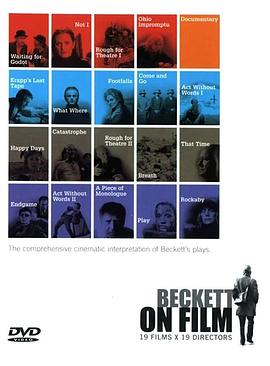 Waiting for
Godot
Not I
Rough for
Theatre I
Ohio
Impromptu
Documentary
Krapp's Last
Tape
What Where
Footfalls
Come and
Go
Act Without
Words I
Happy Days
Catastrophe
Rough for
Theatre II
Breath
That Time
Endgame
Act Without
Words II
A Piece of
Monologue
Play
Rockaby
The comprehensive cinematic interpretation of Beckett's plays.
BECKETT
ON FILM
19 FILMS X 19 DIRECTORS
DVD
VIDEO